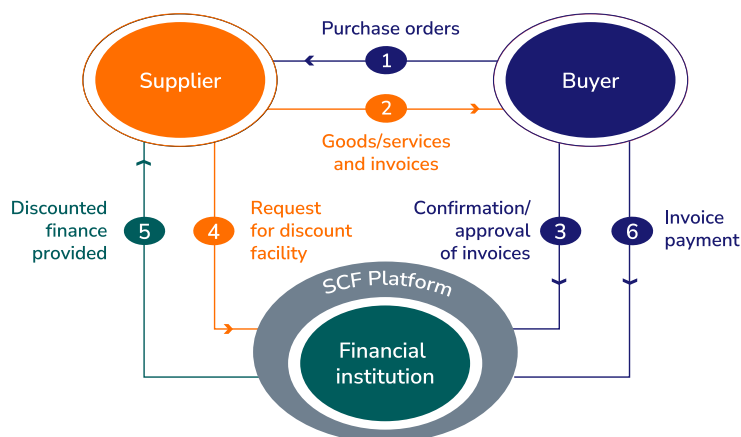 Purchase orders
1
Supplier
Buyer
2
Goods/services
and invoices
Discounted
finance
provided
5
4
Request
for discount
facility
Confirmation/
approval
of invoices
3
6
Invoice
payment
SCF Platform
Financial
institution